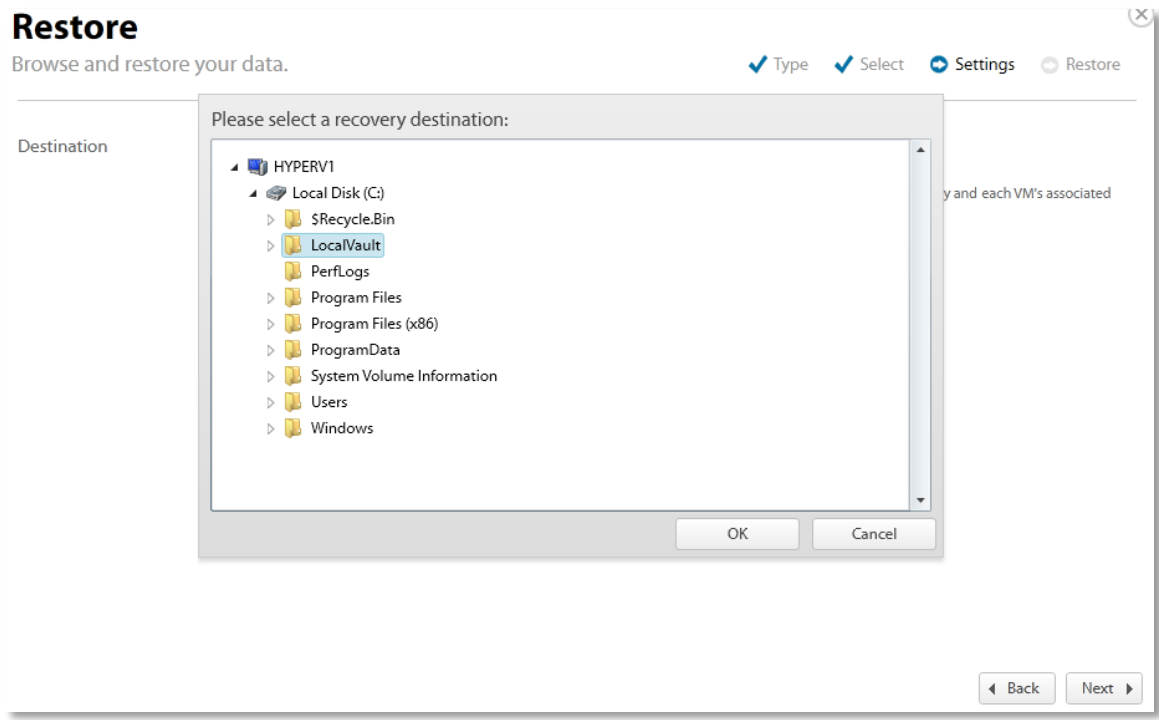 Restore
Browse and restore your data.
Type Select Settings Restore
Please select a recovery destination:
Destination
HYPERV1
Local Disk (C:)
y and each VM's associated
$Recycle.Bin
LocalVault
PerfLogs
Program Files
Program Files (x86)
ProgramData
System Volume Information
Users
Windows
OK Cancel
Back Next